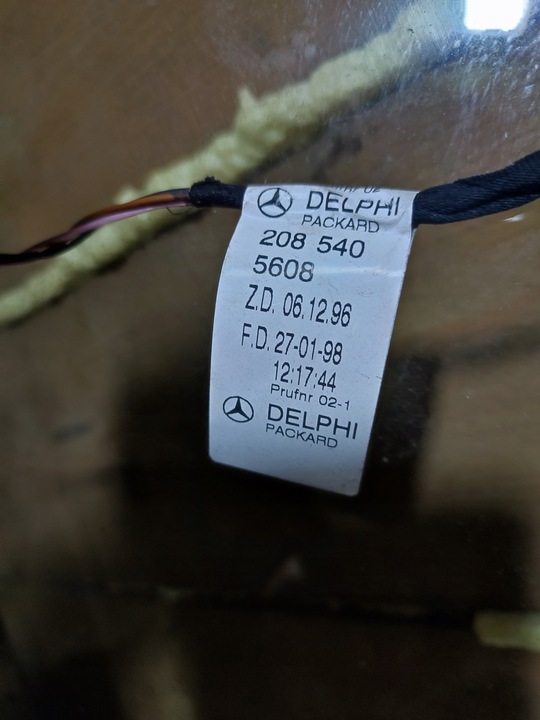 DELPHI
PACKARD
208 540
5608
Z.D. 06.12.96
F.D. 27-01-98
12:17:44
Prufnr 02-1
DELPHI
PACKARD